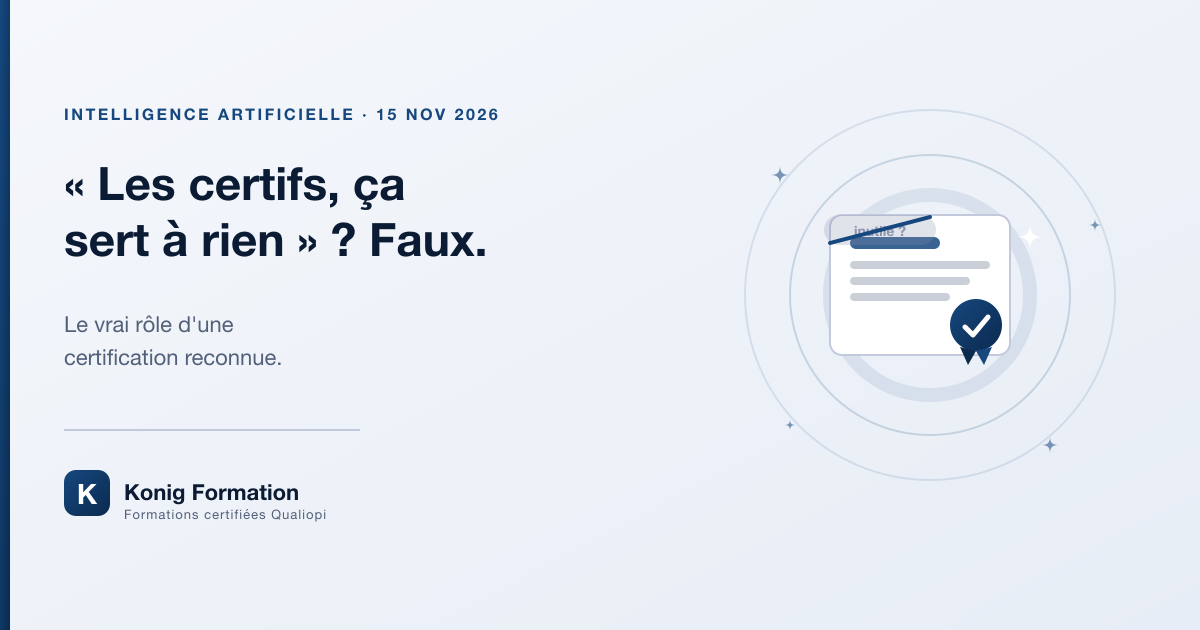 INTELLIGENCE ARTIFICIELLE · 15 NOV 2026
« Les certifs, ça
sert à rien » ? Faux.
Le vrai rôle d'une
certification reconnue.
inutile ?
K
Konig Formation
Formations certifiées Qualiopi